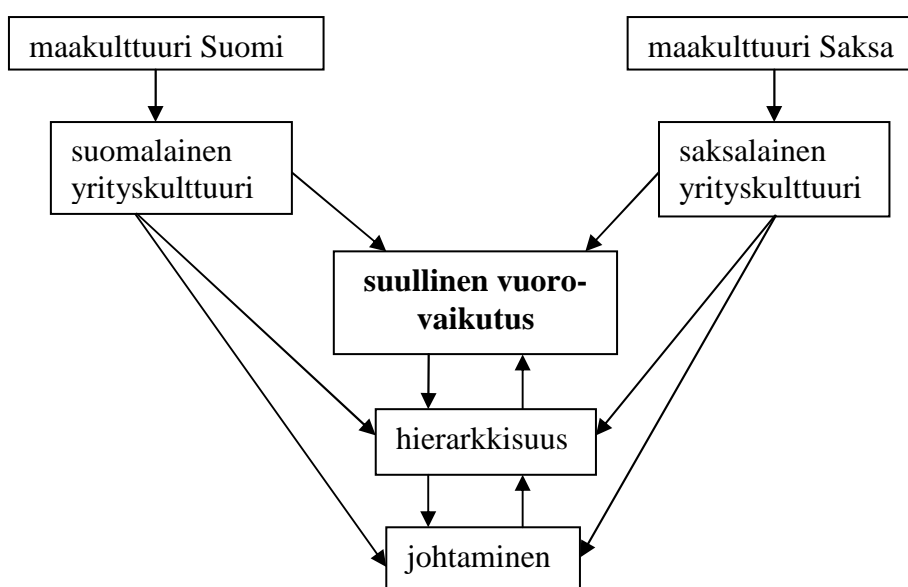 maakulttuuri Suomi
maakulttuuri Saksa
suomalainen
yrityskulttuuri
saksalainen
yrityskulttuuri
suullinen vuoro-
vaikutus
hierarkkisuus
johtaminen